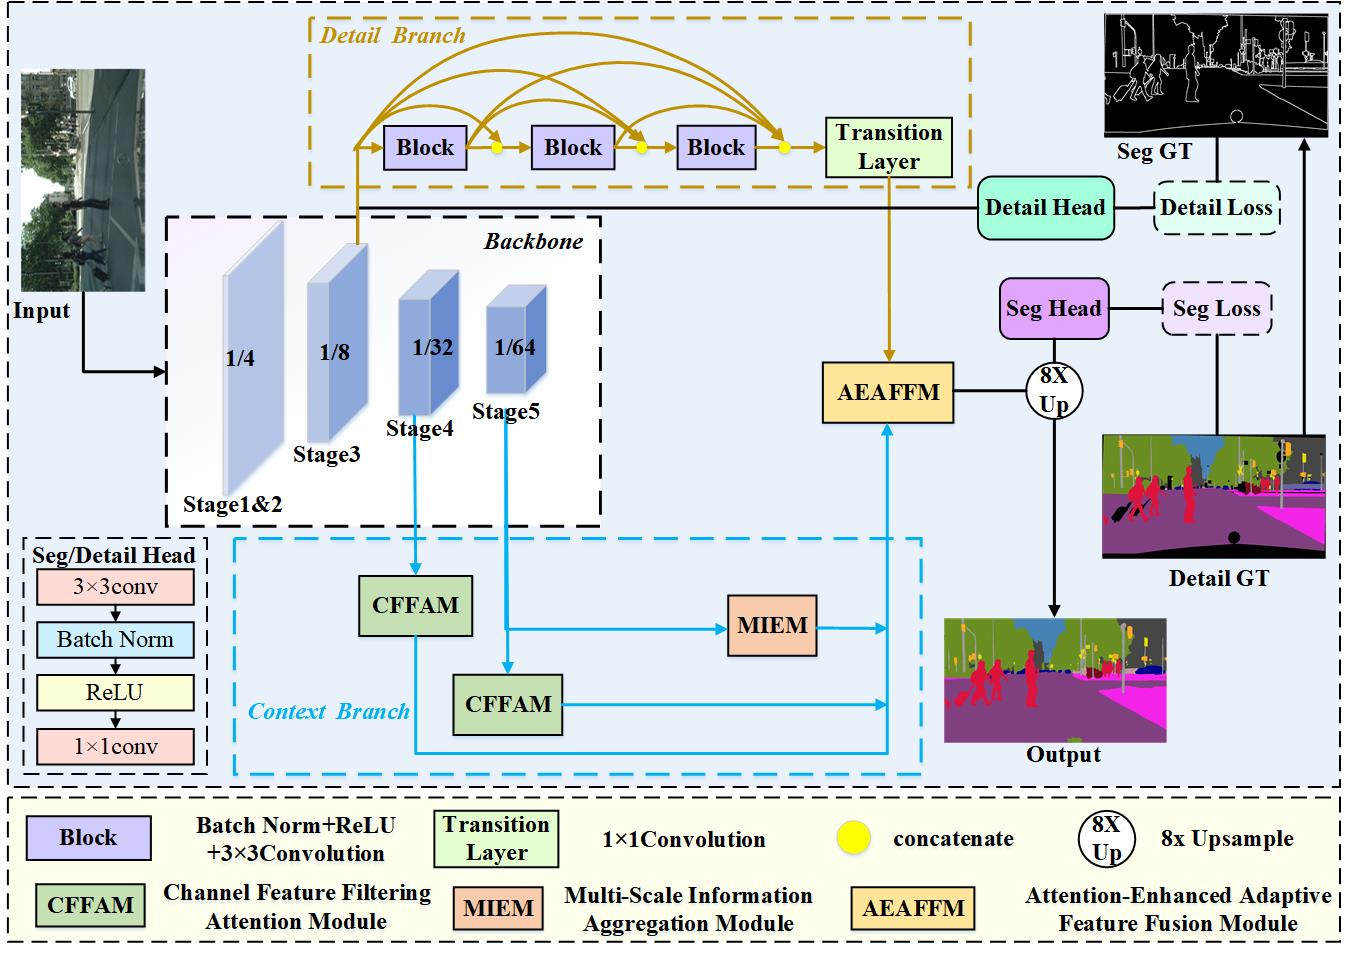 Detail Branch
Block
Block
Block
Transition
Layer
Seg GT
Detail Head
Detail Loss
Backbone
Input
Seg Head
Seg Loss
1/4
1/8
1/32
1/64
8X
Up
AEAFFM
Stage5
Stage4
Stage3
Stage1&2
Seg/Detail Head
3×3conv
Batch Norm
ReLU
1×1conv
CFFAM
MIEM
CFFAM
Context Branch
Detail GT
Output
Block
Batch Norm+ReLU
+3×3Convolution
Transition
Layer
1×1Convolution
concatenate
8X
Up
8x Upsample
CFFAM
Channel Feature Filtering
Attention Module
MIEM
Multi-Scale Information
Aggregation Module
AEAFFM
Attention-Enhanced Adaptive
Feature Fusion Module